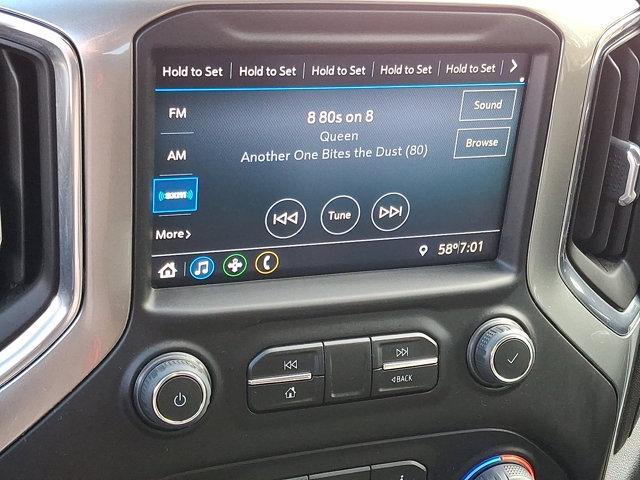 Hold to Set Hold to Set Hold to Set Hold to Set Hold to Set
FM
8 80s on 8
Sound
Queen
AM
Another One Bites the Dust (80)
Browse
SXM
Tune
More
58° 7:01
BACK